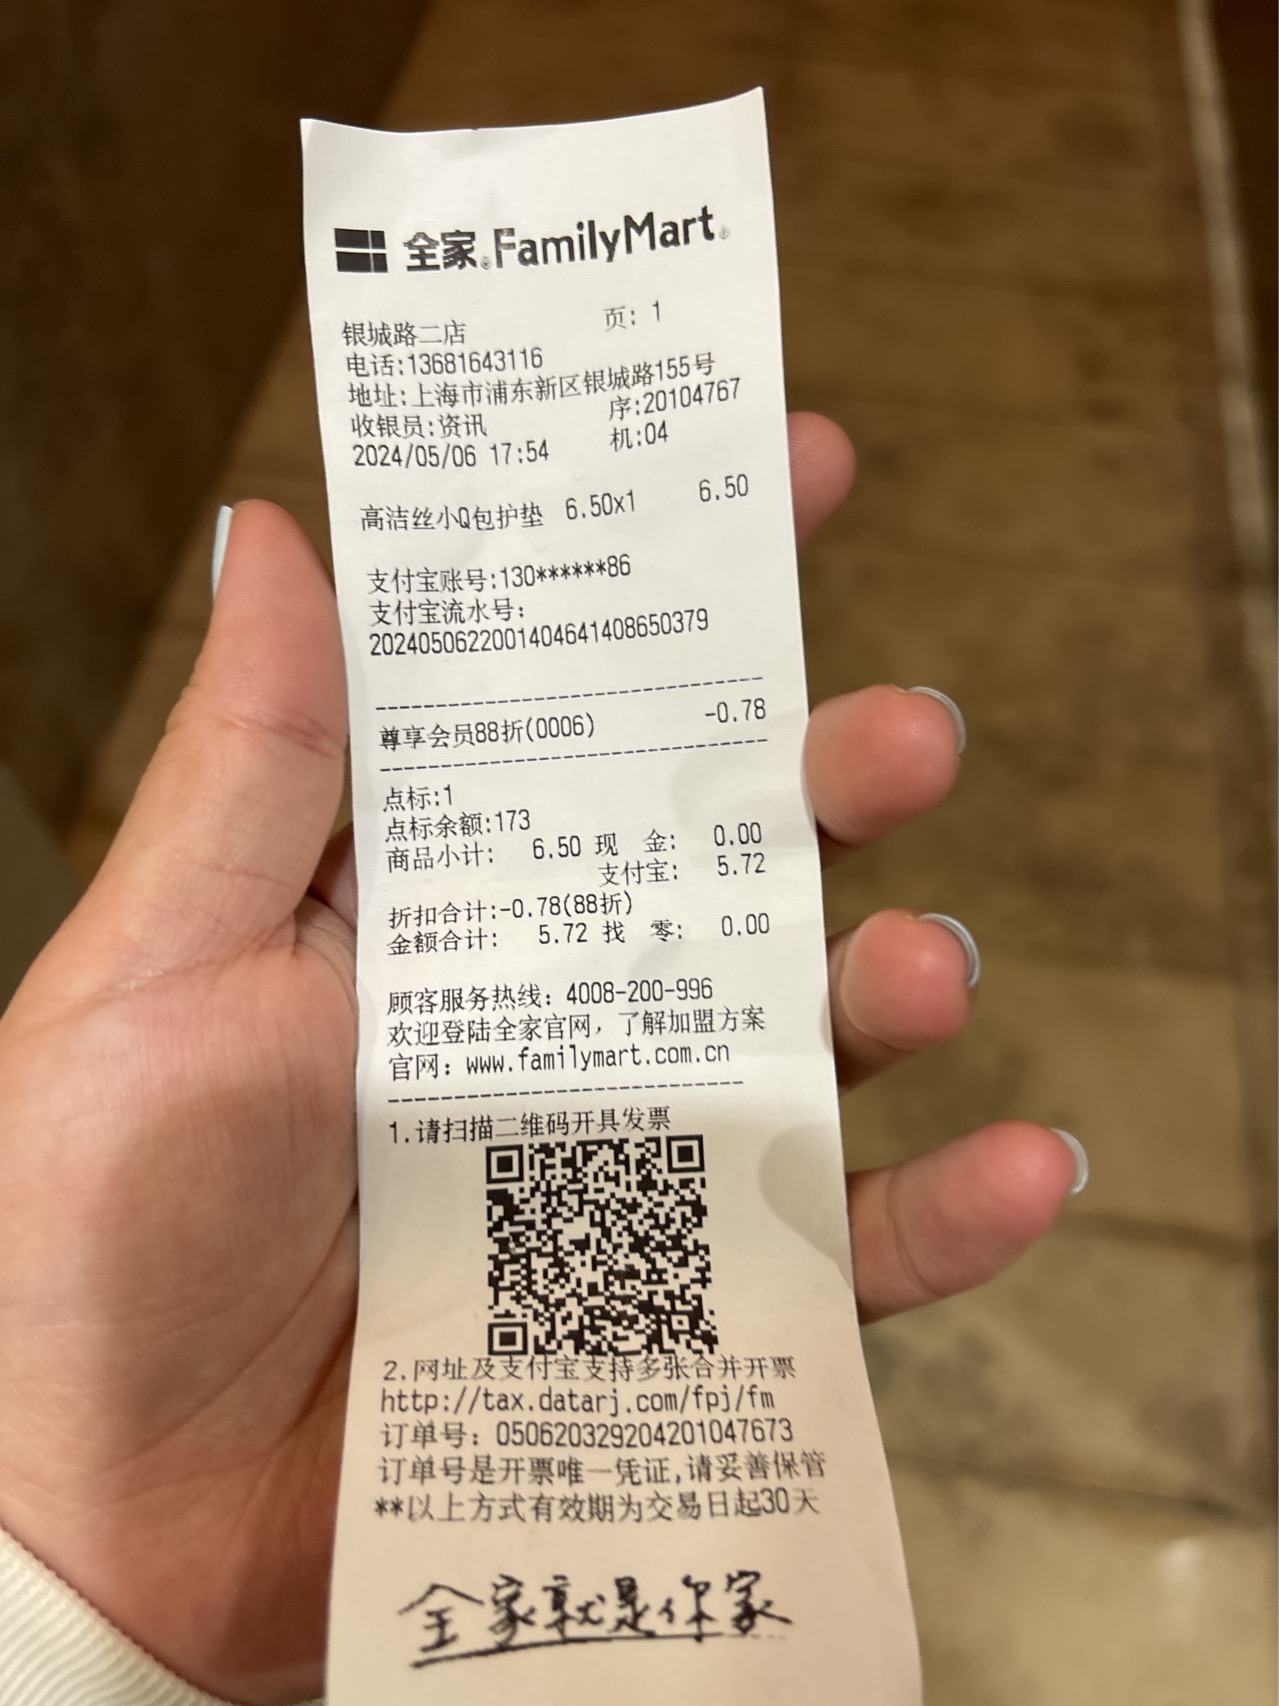 全家 FamilyMart
银城路二店 页: 1
电话:13681643116
地址:上海市浦东新区银城路155号
收银员:资讯 序:20104767
2024/05/06 17:54 机:04
高洁丝小Q包护垫 6.50x1 6.50
支付宝账号:130******86
支付宝流水号:
2024050622001404641408650379
尊享会员88折(0006) -0.78
点标:1
点标余额:173
商品小计: 6.50 现 金: 0.00
支付宝: 5.72
折扣合计:-0.78(88折)
金额合计: 5.72 找 零: 0.00
顾客服务热线: 4008-200-996
欢迎登陆全家官网,了解加盟方案
官网: www.familymart.com.cn
1.请扫描二维码开具发票
2.网址及支付宝支持多张合并开票
http://tax.datarj.com/fpj/fm
订单号: 050620329204201047673
订单号是开票唯一凭证,请妥善保管
**以上方式有效期为交易日起30天
全家就是你家